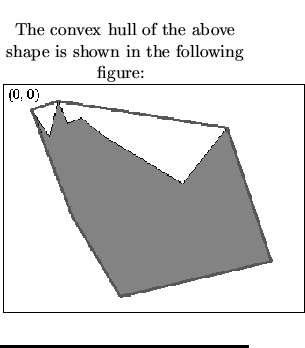 The convex hull of the above
shape is shown in the following
figure:
(0, 0)